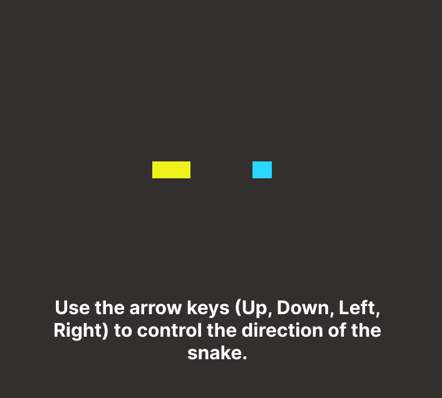 Use the arrow keys (Up, Down, Left,
Right) to control the direction of the
snake.